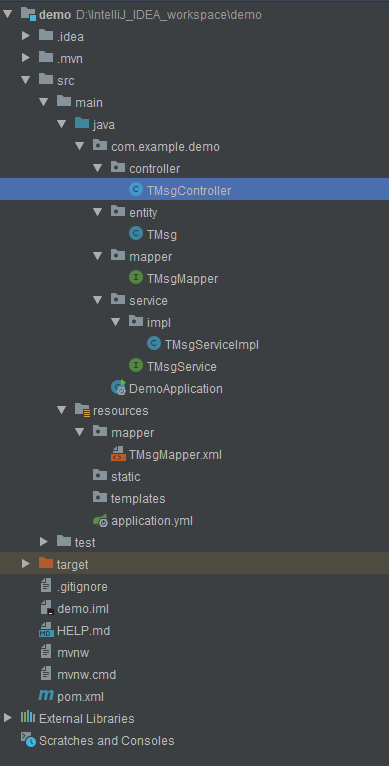 demo D:\IntelliJ_IDEA_workspace\demo
.idea
.mvn
src
main
java
com.example.demo
controller
TMsgController
entity
TMsg
mapper
TMsgMapper
service
impl
TMsgServiceImpl
TMsgService
DemoApplication
resources
mapper
TMsgMapper.xml
static
templates
application.yml
test
target
.gitignore
demo.iml
HELP.md
mvnw
mvnw.cmd
pom.xml
External Libraries
Scratches and Consoles